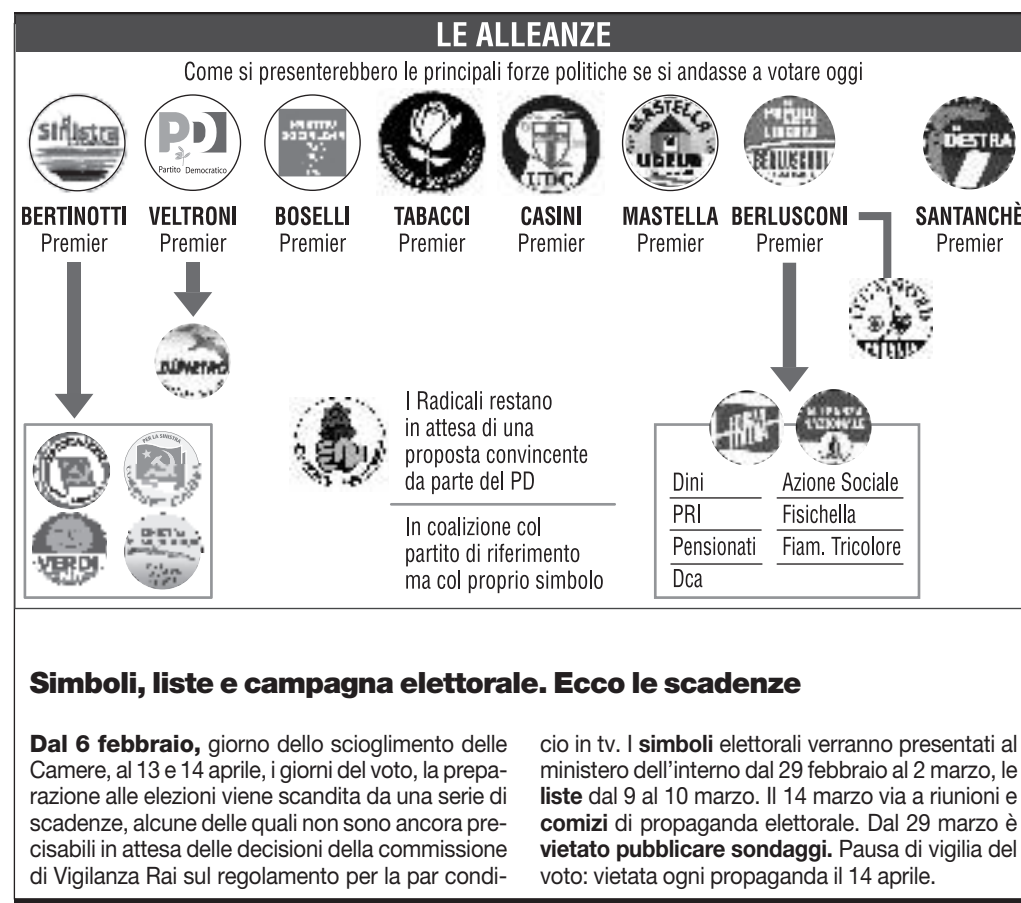 LE ALLEANZE
Come si presenterebbero le principali forze politiche se si andasse a votare oggi
sinistra
PD
Partito Democratico
UDC
MASTELLA
UDEUR
BERLUSCONI
DESTRA
BERTINOTTI
Premier
VELTRONI
Premier
BOSELLI
Premier
TABACCI
Premier
CASINI
Premier
MASTELLA
Premier
BERLUSCONI
Premier
SANTANCHÈ
Premier
PER LA SINISTRA
VERDI
I Radicali restano
in attesa di una
proposta convincente
da parte del PD
In coalizione col
partito di riferimento
ma col proprio simbolo
Dini
Azione Sociale
PRI
Fisichella
Pensionati
Fiam. Tricolore
Dca
Simboli, liste e campagna elettorale. Ecco le scadenze
Dal 6 febbraio, giorno dello scioglimento delle
Camere, al 13 e 14 aprile, i giorni del voto, la prepa-
razione alle elezioni viene scandita da una serie di
scadenze, alcune delle quali non sono ancora pre-
cisabili in attesa delle decisioni della commissione
di Vigilanza Rai sul regolamento per la par condi-
cio in tv. I simboli elettorali verranno presentati al
ministero dell'interno dal 29 febbraio al 2 marzo, le
liste dal 9 al 10 marzo. Il 14 marzo via a riunioni e
comizi di propaganda elettorale. Dal 29 marzo è
vietato pubblicare sondaggi. Pausa di vigilia del
voto: vietata ogni propaganda il 14 aprile.